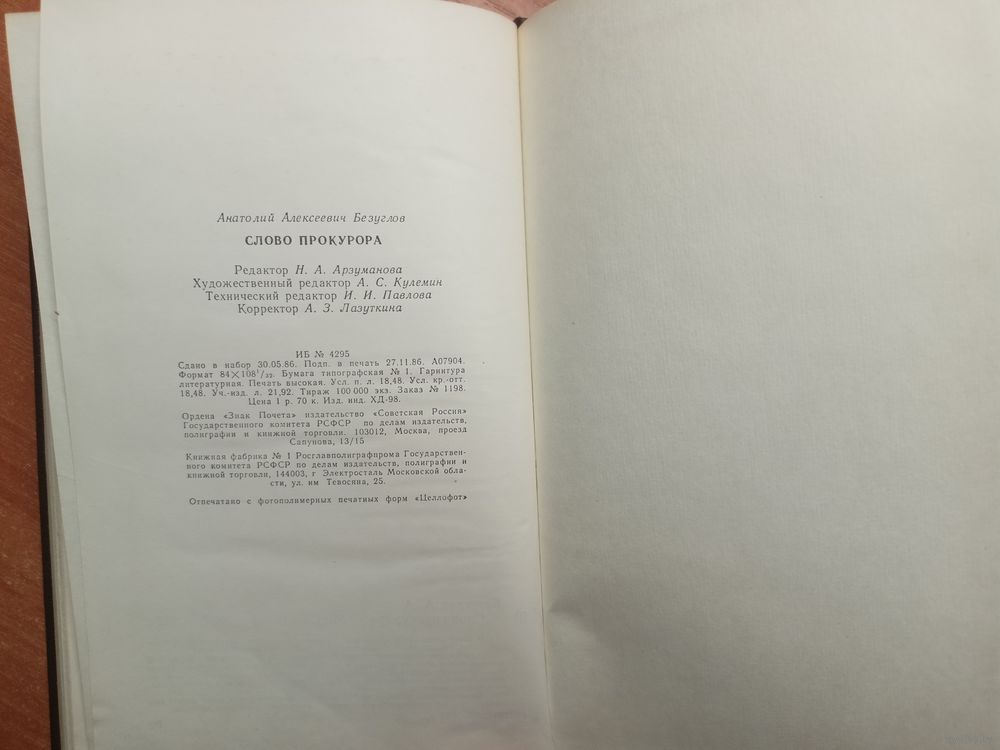 Анатолий Алексеевич Безуглов
СЛОВО ПРОКУРОРА
Редактор Н. А. Арзуманова
Художественный редактор А. С. Кулемин
Технический редактор И. И. Павлова
Корректор А. З. Лазуткина
ИБ № 4295
Сдано в набор 30.05.86. Подп. в печать 27.11.86. А07904.
Формат 84×108¹/₃₂. Бумага типографская № 1. Гарнитура
литературная. Печать высокая. Усл. п. л. 18,48. Усл. кр.-отт.
18,48. Уч.-изд. л. 21,92. Тираж 100 000 экз. Заказ № 1198.
Цена 1 р. 70 к. Изд. инд. ХД-98.
Ордена «Знак Почета» издательство «Советская Россия»
Государственного комитета РСФСР по делам издательств,
полиграфии и книжной торговли. 103012, Москва, проезд
Сапунова, 13/15
Книжная фабрика № 1 Росглавполиграфпрома Государствен-
ного комитета РСФСР по делам издательств, полиграфии и
книжной торговли, 144003, г Электросталь Московской обла-
сти, ул. им Тевосяна, 25.
Отпечатано с фотополимерных печатных форм «Целлофот»